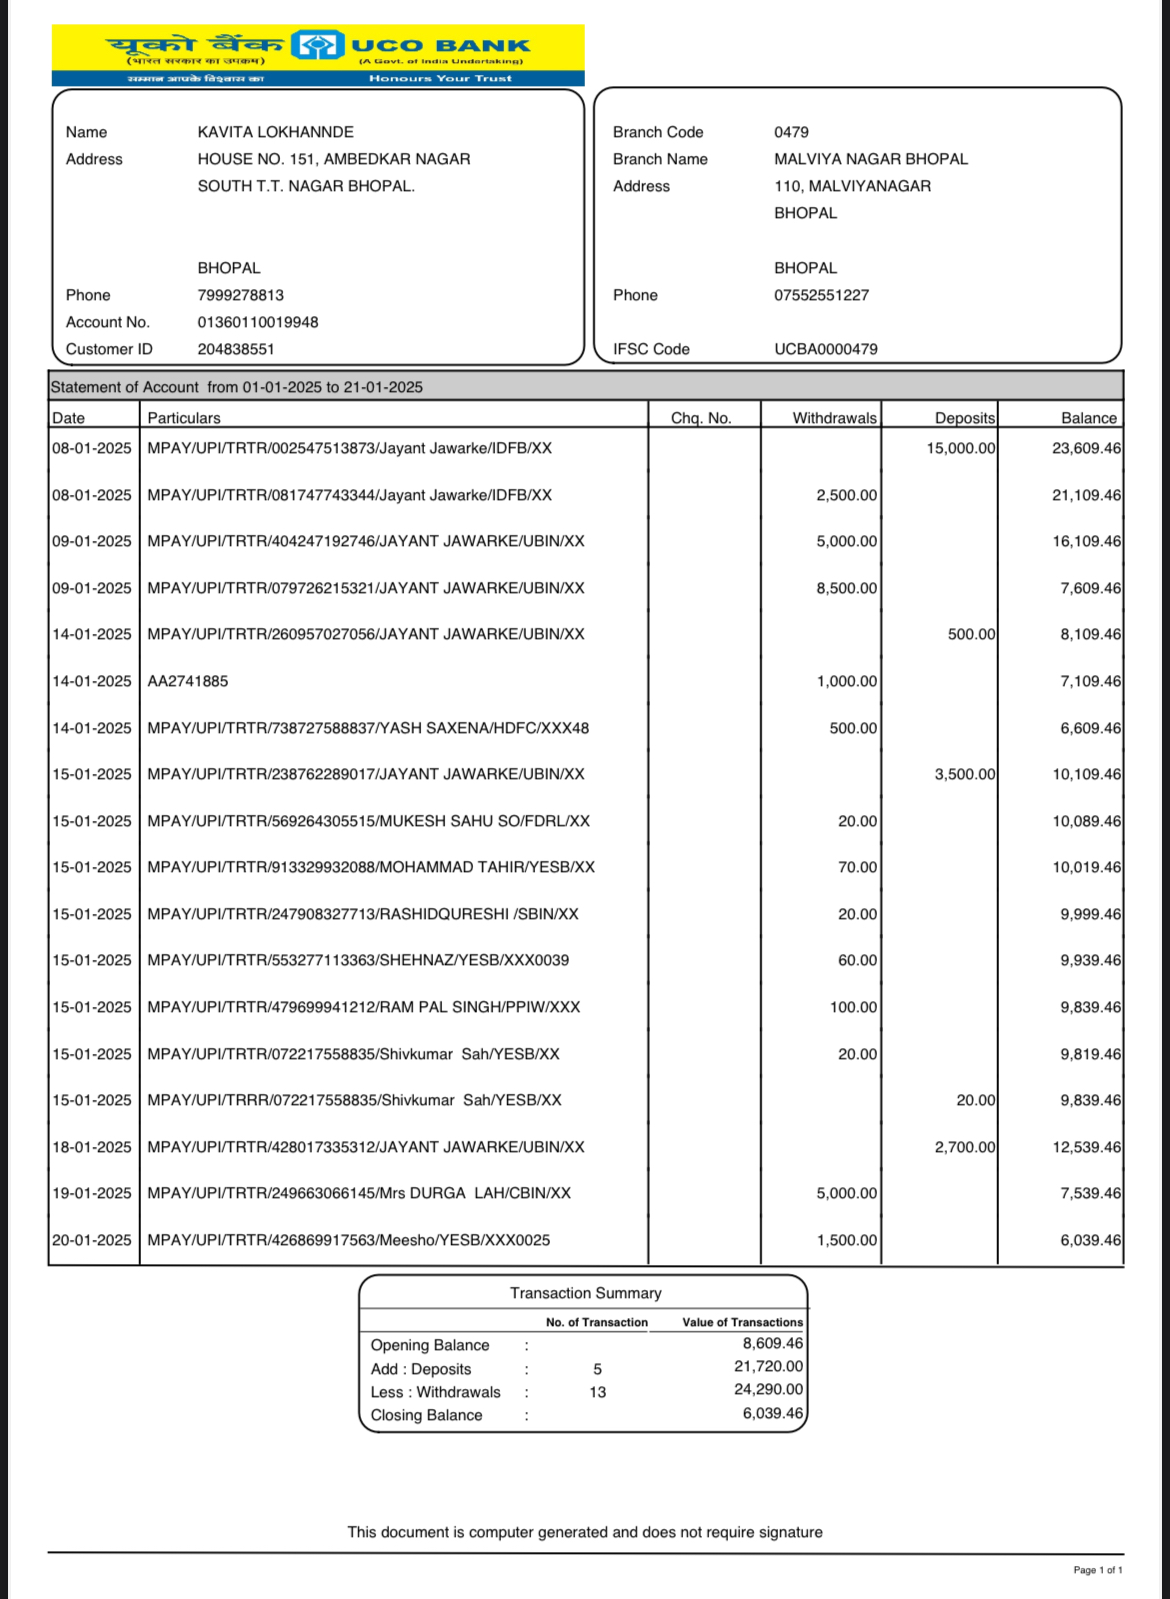 यूको बैंक UCO BANK
(भारत सरकार का उपक्रम) (A Govt. of India Undertaking)
सम्मान आपके विश्वास का Honours Your Trust
Name KAVITA LOKHANNDE
Address HOUSE NO. 151, AMBEDKAR NAGAR
SOUTH T.T. NAGAR BHOPAL.
BHOPAL
Phone 7999278813
Account No. 01360110019948
Customer ID 204838551
Branch Code 0479
Branch Name MALVIYA NAGAR BHOPAL
Address 110, MALVIYANAGAR
BHOPAL
BHOPAL
Phone 07552551227
IFSC Code UCBA0000479
Statement of Account from 01-01-2025 to 21-01-2025
Date Particulars Chq. No. Withdrawals Deposits Balance
08-01-2025 MPAY/UPI/TRTR/002547513873/Jayant Jawarke/IDFB/XX 15,000.00 23,609.46
08-01-2025 MPAY/UPI/TRTR/081747743344/Jayant Jawarke/IDFB/XX 2,500.00 21,109.46
09-01-2025 MPAY/UPI/TRTR/404247192746/JAYANT JAWARKE/UBIN/XX 5,000.00 16,109.46
09-01-2025 MPAY/UPI/TRTR/079726215321/JAYANT JAWARKE/UBIN/XX 8,500.00 7,609.46
14-01-2025 MPAY/UPI/TRTR/260957027056/JAYANT JAWARKE/UBIN/XX 500.00 8,109.46
14-01-2025 AA2741885 1,000.00 7,109.46
14-01-2025 MPAY/UPI/TRTR/738727588837/YASH SAXENA/HDFC/XXX48 500.00 6,609.46
15-01-2025 MPAY/UPI/TRTR/238762289017/JAYANT JAWARKE/UBIN/XX 3,500.00 10,109.46
15-01-2025 MPAY/UPI/TRTR/569264305515/MUKESH SAHU SO/FDRL/XX 20.00 10,089.46
15-01-2025 MPAY/UPI/TRTR/913329932088/MOHAMMAD TAHIR/YESB/XX 70.00 10,019.46
15-01-2025 MPAY/UPI/TRTR/247908327713/RASHIDQURESHI /SBIN/XX 20.00 9,999.46
15-01-2025 MPAY/UPI/TRTR/553277113363/SHEHNAZ/YESB/XXX0039 60.00 9,939.46
15-01-2025 MPAY/UPI/TRTR/479699941212/RAM PAL SINGH/PPIW/XXX 100.00 9,839.46
15-01-2025 MPAY/UPI/TRTR/072217558835/Shivkumar Sah/YESB/XX 20.00 9,819.46
15-01-2025 MPAY/UPI/TRRR/072217558835/Shivkumar Sah/YESB/XX 20.00 9,839.46
18-01-2025 MPAY/UPI/TRTR/428017335312/JAYANT JAWARKE/UBIN/XX 2,700.00 12,539.46
19-01-2025 MPAY/UPI/TRTR/249663066145/Mrs DURGA LAH/CBIN/XX 5,000.00 7,539.46
20-01-2025 MPAY/UPI/TRTR/426869917563/Meesho/YESB/XXX0025 1,500.00 6,039.46
Transaction Summary
No. of Transaction Value of Transactions
Opening Balance : 8,609.46
Add : Deposits : 5 21,720.00
Less : Withdrawals : 13 24,290.00
Closing Balance : 6,039.46
This document is computer generated and does not require signature
Page 1 of 1